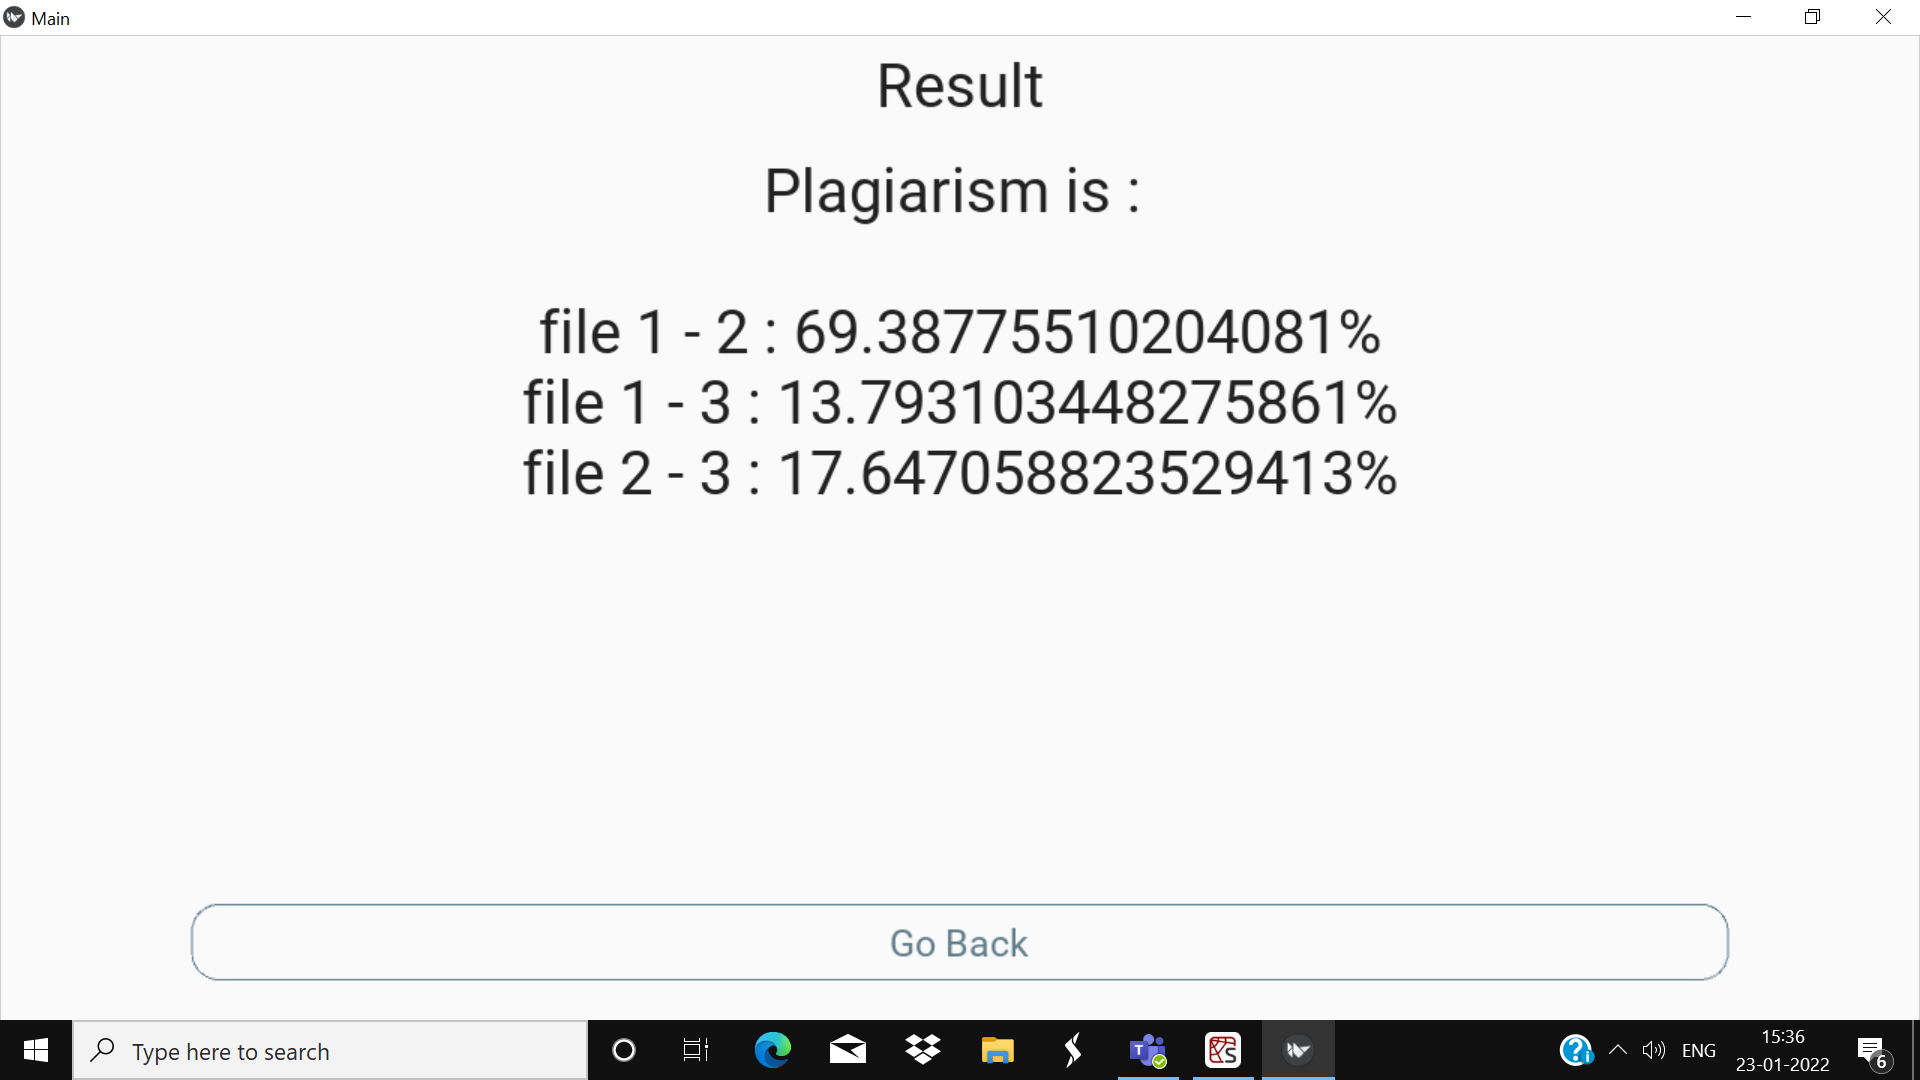 Main
Result
Plagiarism is :
file 1 - 2 : 69.38775510204081%
file 1 - 3 : 13.793103448275861%
file 2 - 3 : 17.647058823529413%
Go Back
Type here to search
ENG
15:36
23-01-2022
6